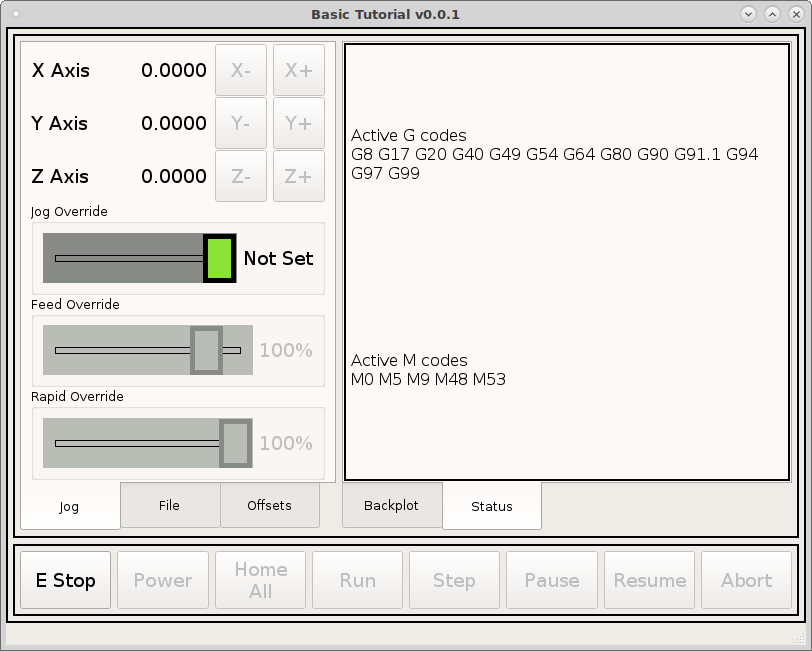 Basic Tutorial v0.0.1
X Axis 0.0000 X- X+
Y Axis 0.0000 Y- Y+
Z Axis 0.0000 Z- Z+
Jog Override
Not Set
Feed Override
100%
Rapid Override
100%
Jog File Offsets
Active G codes
G8 G17 G20 G40 G49 G54 G64 G80 G90 G91.1 G94
G97 G99
Active M codes
M0 M5 M9 M48 M53
Backplot Status
E Stop Power Home All Run Step Pause Resume Abort